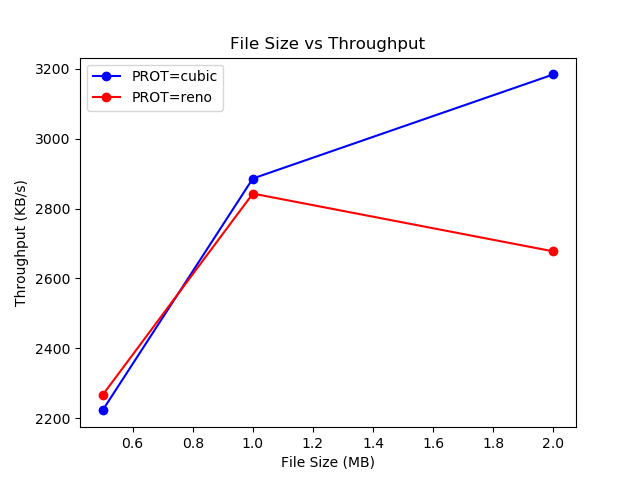 File Size vs Throughput
PROT=cubic
PROT=reno
Throughput (KB/s)
3200
3000
2800
2600
2400
2200
0.6 0.8 1.0 1.2 1.4 1.6 1.8 2.0
File Size (MB)